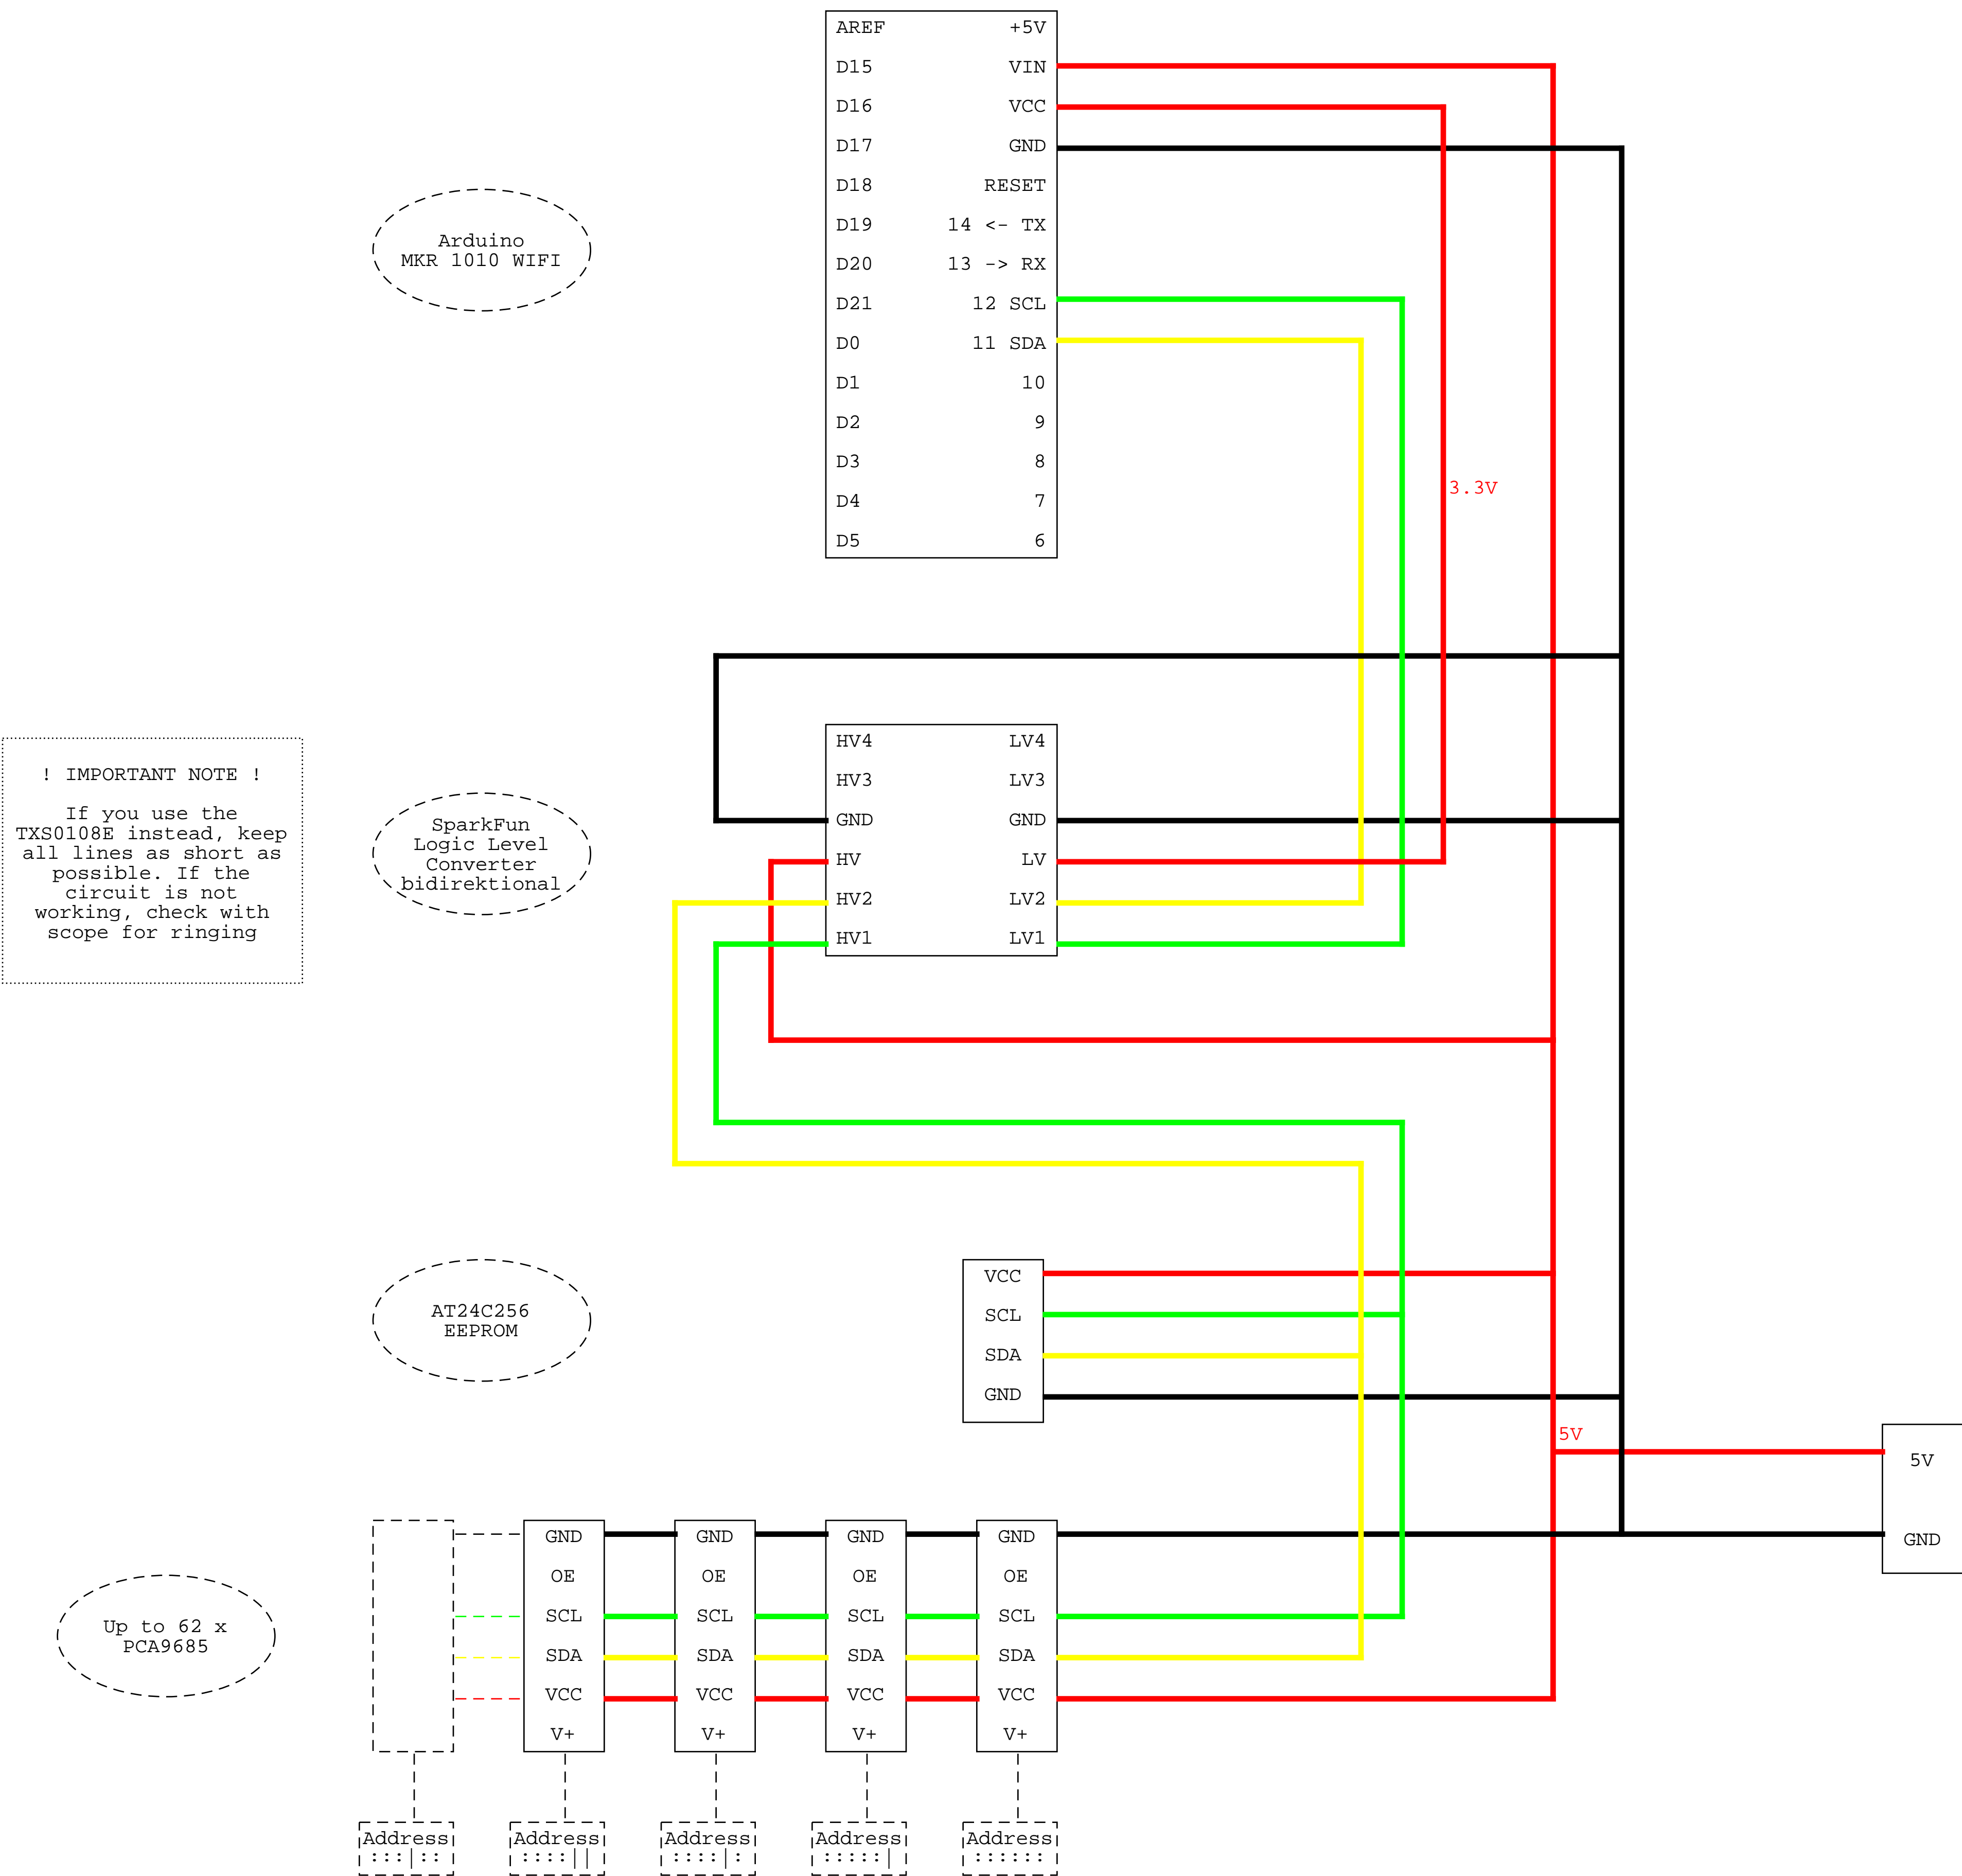 AREF +5V
D15 VIN
D16 VCC
D17 GND
D18 RESET
D19 14 <- TX
D20 13 -> RX
D21 12 SCL
D0 11 SDA
D1 10
D2 9
D3 8
D4 7
D5 6
Arduino
MKR 1010 WIFI
3.3V
! IMPORTANT NOTE !
If you use the
TXS0108E instead, keep
all lines as short as
possible. If the
circuit is not
working, check with
scope for ringing
SparkFun
Logic Level
Converter
bidirektional
HV4 LV4
HV3 LV3
GND GND
HV LV
HV2 LV2
HV1 LV1
AT24C256
EEPROM
VCC
SCL
SDA
GND
5V
5V
GND
Up to 62 x
PCA9685
GND GND GND GND
OE OE OE OE
SCL SCL SCL SCL
SDA SDA SDA SDA
VCC VCC VCC VCC
V+ V+ V+ V+
Address Address Address Address Address
:::|:: ::::|| ::::|: :::::| ::::::